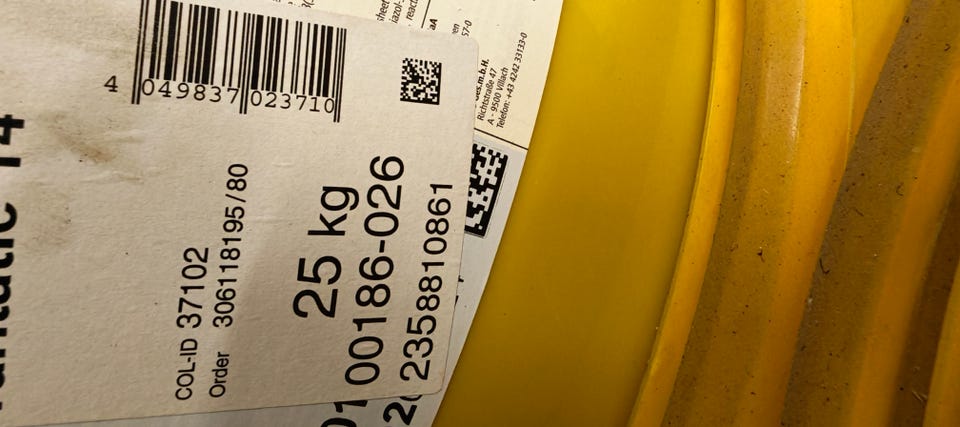 4 049837 023710
COL-ID 37102
Order 306118195/80
25 kg
00186-026
2358810861
Richtstraße 47
A - 9500 Villach
Telefon: +43 4242 33133-0